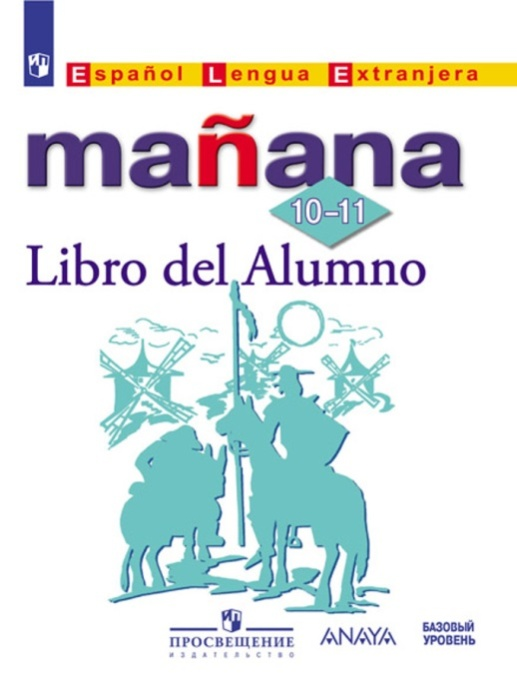 Español Lengua Extranjera
mañana
10-11
Libro del Alumno
ПРОСВЕЩЕНИЕ
ИЗДАТЕЛЬСТВО
ANAYA
БАЗОВЫЙ
УРОВЕНЬ